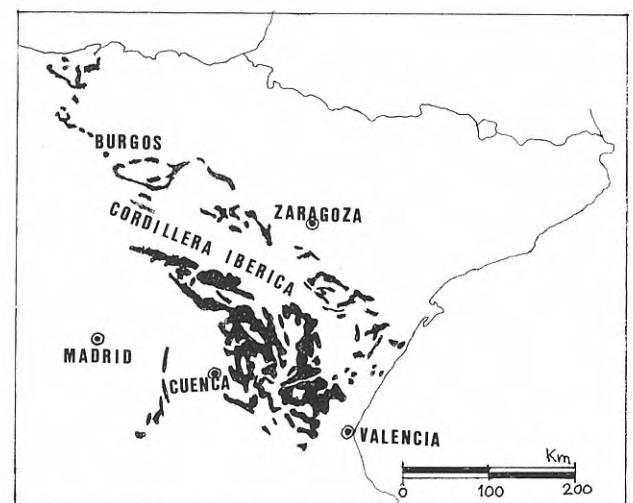 BURGOS
ZARAGOZA
CORDILLERA IBERICA
MADRID
CUENCA
VALENCIA
Km
0 100 200